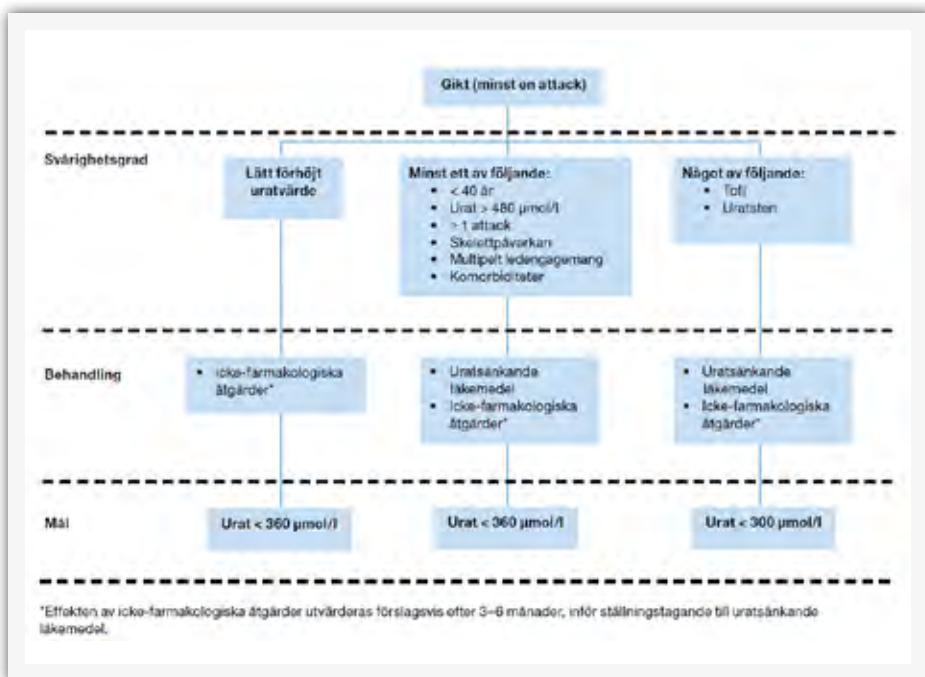 Gikt (minst en attack)
Svårighetsgrad
Lätt förhöjt
uratvärde
Minst ett av följande:
• < 40 år
• Urat > 480 µmol/l
• > 1 attack
• Skelettpåverkan
• Multipelt ledengagemang
• Komorbiditeter
Något av följande:
• Tofi
• Uratsten
Behandling
• Icke-farmakologiska
åtgärder*
• Uratsänkande
läkemedel
• Icke-farmakologiska
åtgärder*
• Uratsänkande
läkemedel
• Icke-farmakologiska
åtgärder*
Mål
Urat < 360 µmol/l
Urat < 360 µmol/l
Urat < 300 µmol/l
*Effekten av icke-farmakologiska åtgärder utvärderas förslagsvis efter 3–6 månader, inför ställningstagande till uratsänkande
läkemedel.